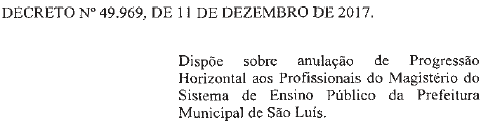 DECRETO Nº 49.969, DE 11 DE DEZEMBRO DE 2017.
Dispõe sobre anulação de Progressão
Horizontal aos Profissionais do Magistério do
Sistema de Ensino Público da Prefeitura
Municipal de São Luís.